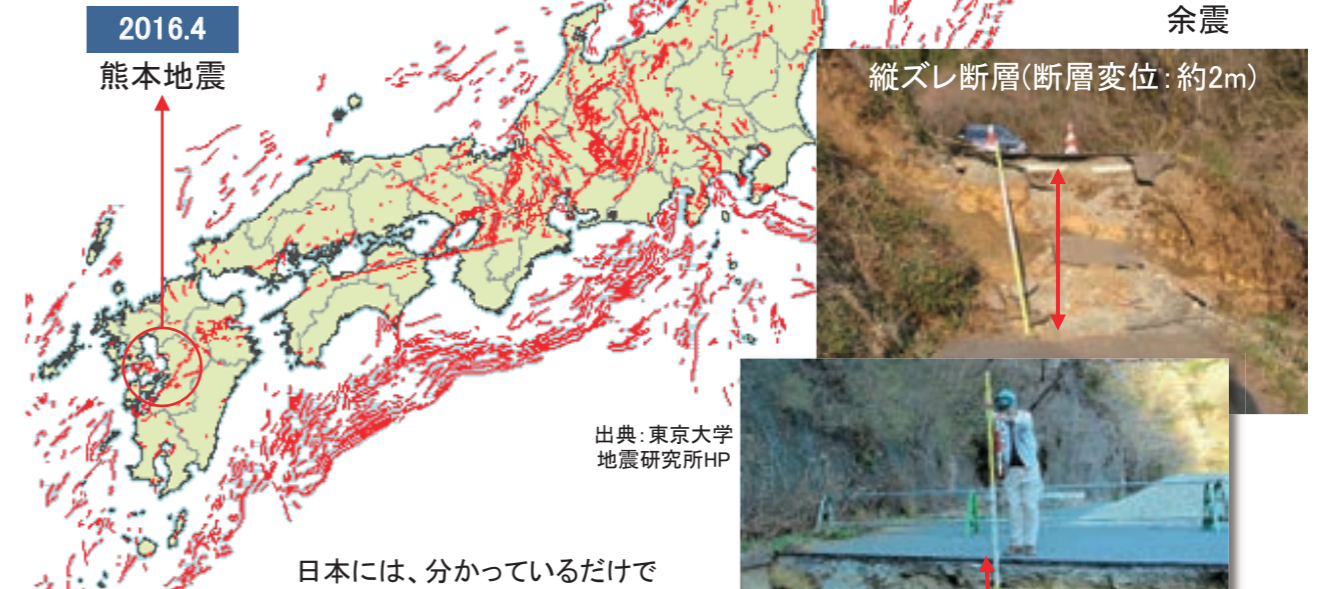 2016.4
熊本地震
余震
縦ズレ断層(断層変位:約2m)
出典:東京大学
地震研究所HP
日本には、分かっているだけで